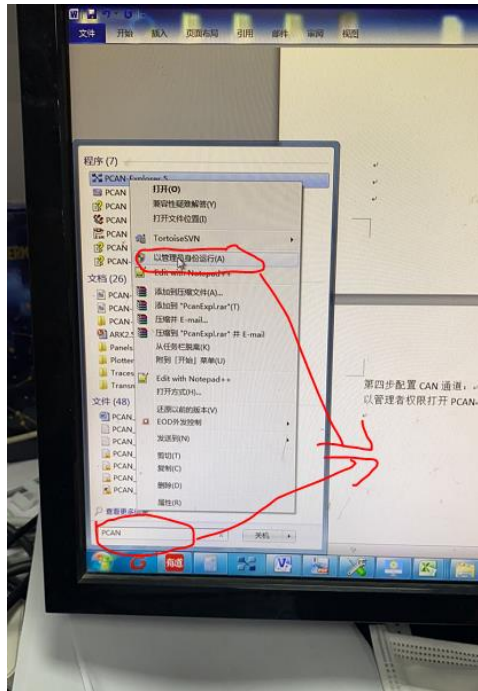 文件 开始 插入 页面布局 引用 邮件 审阅 视图
程序 (7)
PCAN-Explorer 5
PCAN
PCAN
PCAN
PCAN
PCAN
PCAN-
文档 (26)
PCAN-
PCAN-
PCAN-
ARK2.
Panels
Plotter
Traces
Transm
文件 (48)
PCAN_
PCAN_
PCAN_
PCAN_
PCAN_
PCAN_
查看更多
PCAN
关机
打开(O)
兼容性疑难解答(Y)
打开文件位置(I)
TortoiseSVN
以管理员身份运行(A)
Edit with Notepad++
添加到压缩文件(A)...
添加到 "PcanExpl.rar"(T)
压缩并 E-mail...
压缩到 "PcanExpl.rar" 并 E-mail
从任务栏脱离(K)
附到「开始」菜单(U)
Edit with Notepad++
打开方式(H)...
还原以前的版本(V)
EOD外发控制
发送到(N)
剪切(T)
复制(C)
删除(D)
属性(R)
第四步配置 CAN 通道，
以管理者权限打开 PCAN-
有道